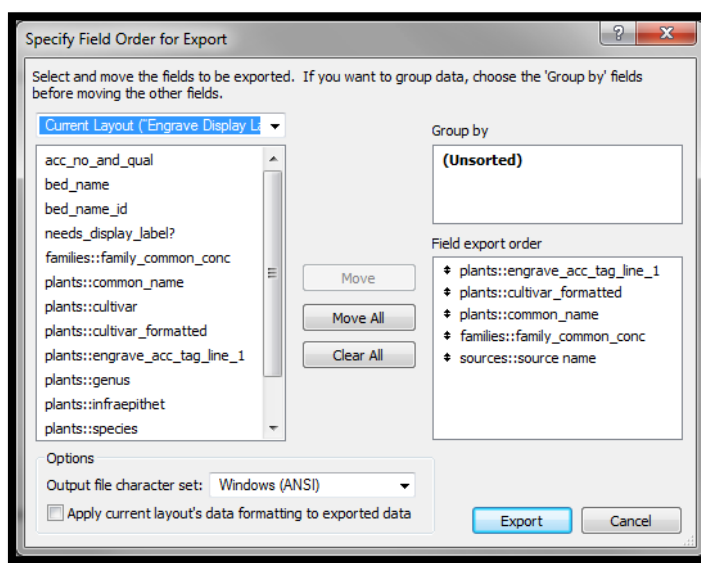 Specify Field Order for Export
Select and move the fields to be exported. If you want to group data, choose the 'Group by' fields
before moving the other fields.
Current Layout ("Engrave Display La
acc_no_and_qual
bed_name
bed_name_id
needs_display_label?
families::family_common_conc
plants::common_name
plants::cultivar
plants::cultivar_formatted
plants::engrave_acc_tag_line_1
plants::genus
plants::infraepithet
plants::species
Move
Move All
Clear All
Group by
(Unsorted)
Field export order
plants::engrave_acc_tag_line_1
plants::cultivar_formatted
plants::common_name
families::family_common_conc
sources::source name
Options
Output file character set: Windows (ANSI)
Apply current layout's data formatting to exported data
Export
Cancel